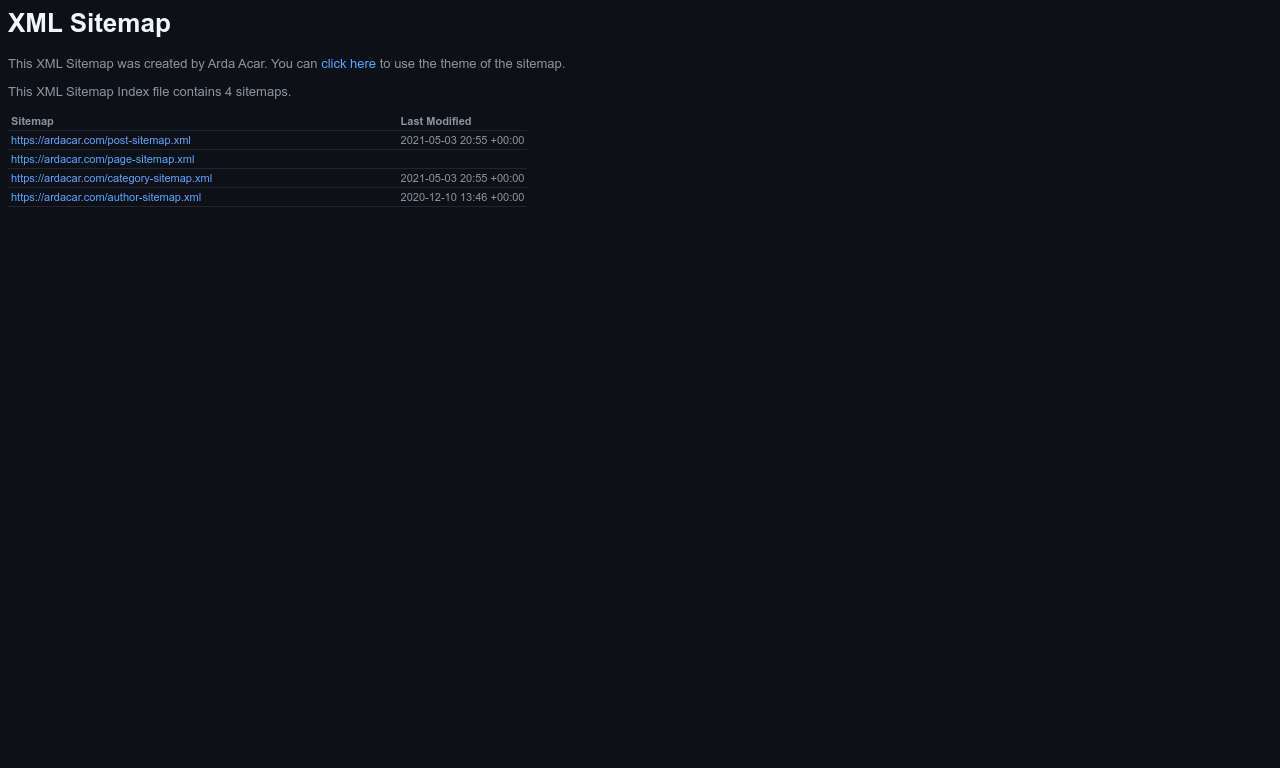 XML Sitemap
This XML Sitemap was created by Arda Acar. You can click here to use the theme of the sitemap.
This XML Sitemap Index file contains 4 sitemaps.
Sitemap Last Modified
https://ardacar.com/post-sitemap.xml 2021-05-03 20:55 +00:00
https://ardacar.com/page-sitemap.xml
https://ardacar.com/category-sitemap.xml 2021-05-03 20:55 +00:00
https://ardacar.com/author-sitemap.xml 2020-12-10 13:46 +00:00